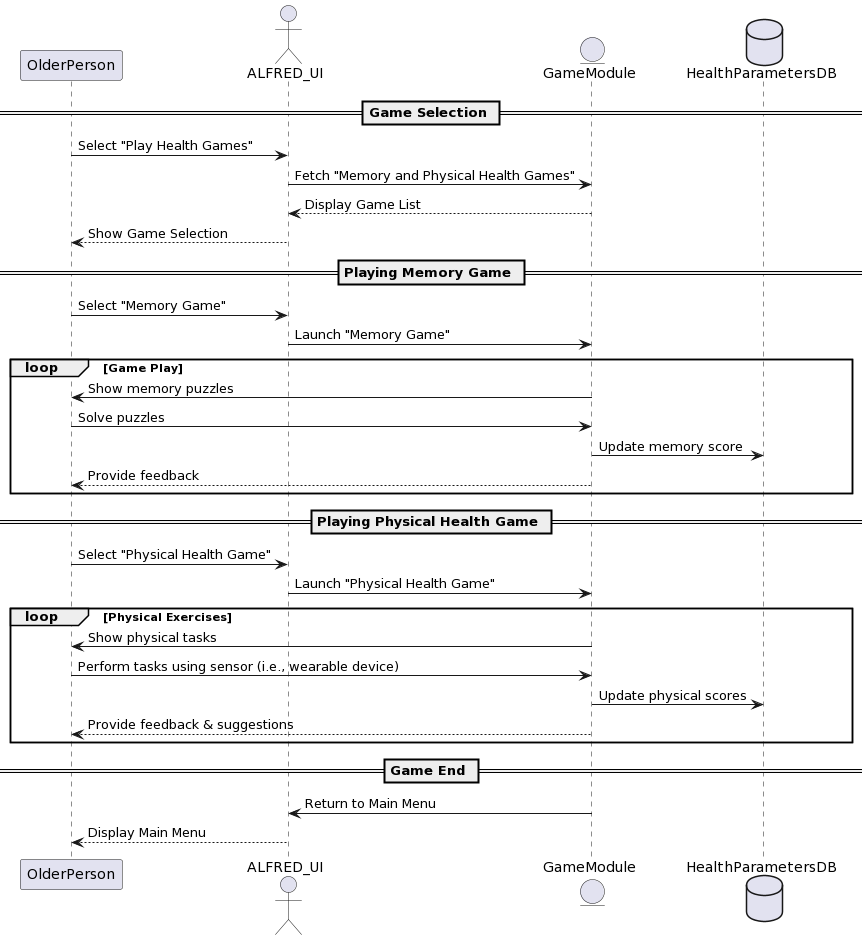 OlderPerson
ALFRED_UI
GameModule
HealthParametersDB
Game Selection
Select "Play Health Games"
Fetch "Memory and Physical Health Games"
Display Game List
Show Game Selection
Playing Memory Game
Select "Memory Game"
Launch "Memory Game"
loop [Game Play]
Show memory puzzles
Solve puzzles
Update memory score
Provide feedback
Playing Physical Health Game
Select "Physical Health Game"
Launch "Physical Health Game"
loop [Physical Exercises]
Show physical tasks
Perform tasks using sensor (i.e., wearable device)
Update physical scores
Provide feedback & suggestions
Game End
Return to Main Menu
Display Main Menu
OlderPerson
ALFRED_UI
GameModule
HealthParametersDB